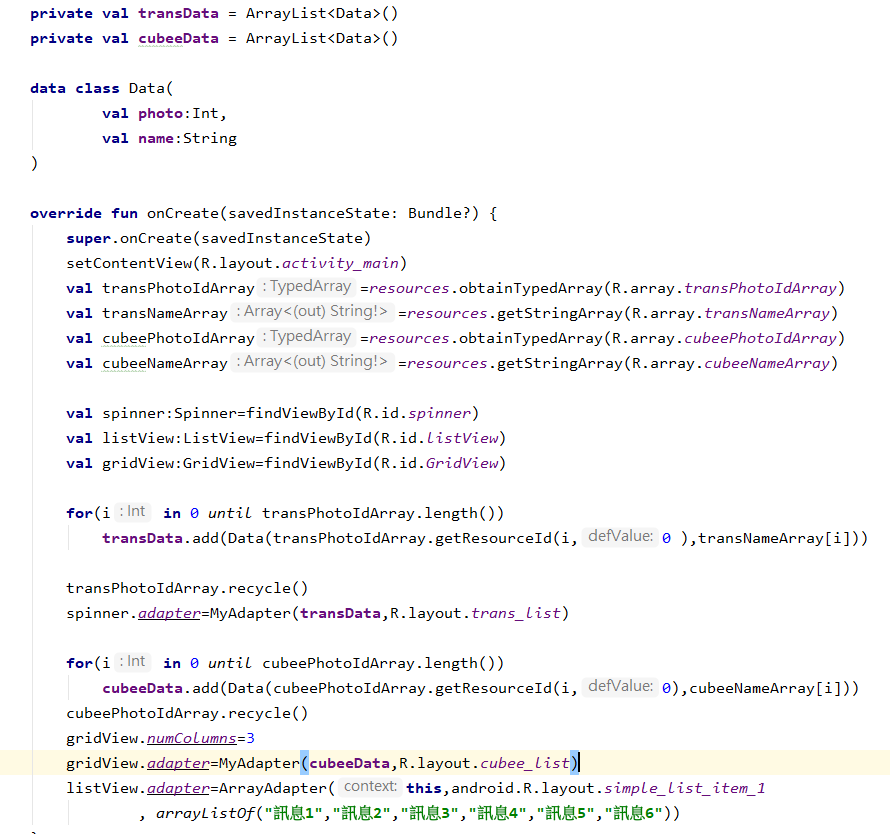 private val transData = ArrayList<Data>()
private val cubeeData = ArrayList<Data>()
data class Data(
val photo:Int,
val name:String
)
override fun onCreate(savedInstanceState: Bundle?) {
super.onCreate(savedInstanceState)
setContentView(R.layout.activity_main)
val transPhotoIdArray : TypedArray =resources.obtainTypedArray(R.array.transPhotoIdArray)
val transNameArray : Array<(out) String!> =resources.getStringArray(R.array.transNameArray)
val cubeePhotoIdArray : TypedArray =resources.obtainTypedArray(R.array.cubeePhotoIdArray)
val cubeeNameArray : Array<(out) String!> =resources.getStringArray(R.array.cubeeNameArray)
val spinner:Spinner=findViewById(R.id.spinner)
val listView:ListView=findViewById(R.id.listView)
val gridView:GridView=findViewById(R.id.GridView)
for(i : Int in 0 until transPhotoIdArray.length())
transData.add(Data(transPhotoIdArray.getResourceId(i, defValue: 0 ),transNameArray[i]))
transPhotoIdArray.recycle()
spinner.adapter=MyAdapter(transData,R.layout.trans_list)
for(i : Int in 0 until cubeePhotoIdArray.length())
cubeeData.add(Data(cubeePhotoIdArray.getResourceId(i, defValue: 0),cubeeNameArray[i]))
cubeePhotoIdArray.recycle()
gridView.numColumns=3
gridView.adapter=MyAdapter(cubeeData,R.layout.cubee_list)
listView.adapter=ArrayAdapter( context: this,android.R.layout.simple_list_item_1
, arrayListOf("訊息1","訊息2","訊息3","訊息4","訊息5","訊息6"))